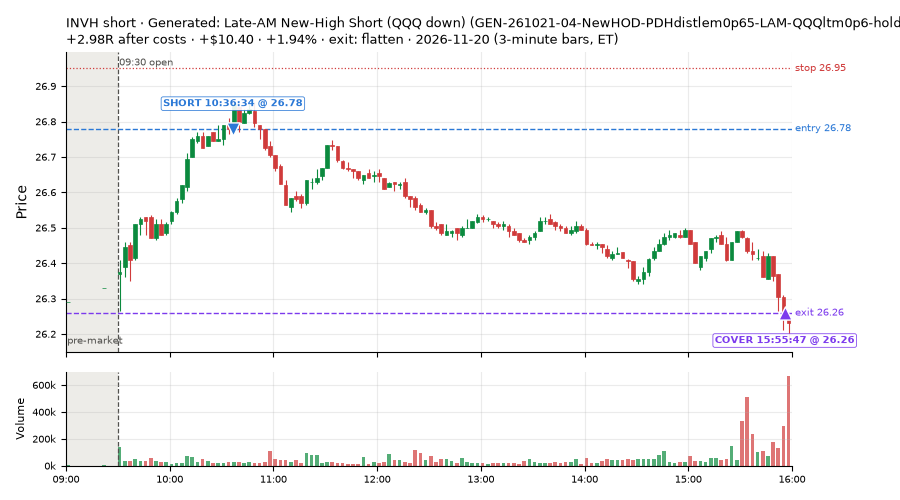 INVH short · Generated: Late-AM New-High Short (QQQ down) (GEN-261021-04-NewHOD-PDHdistlem0p65-LAM-QQQltm0p6-hold
+2.98R after costs · +$10.40 · +1.94% · exit: flatten · 2026-11-20 (3-minute bars, ET)
09:30 open
stop 26.95
26.9
SHORT 10:36:34 @ 26.78
26.8
entry 26.78
26.7
Price
26.6
26.5
26.4
26.3
exit 26.26
26.2
pre-market
COVER 15:55:47 @ 26.26
Volume
600k
400k
200k
0k
09:00 10:00 11:00 12:00 13:00 14:00 15:00 16:00